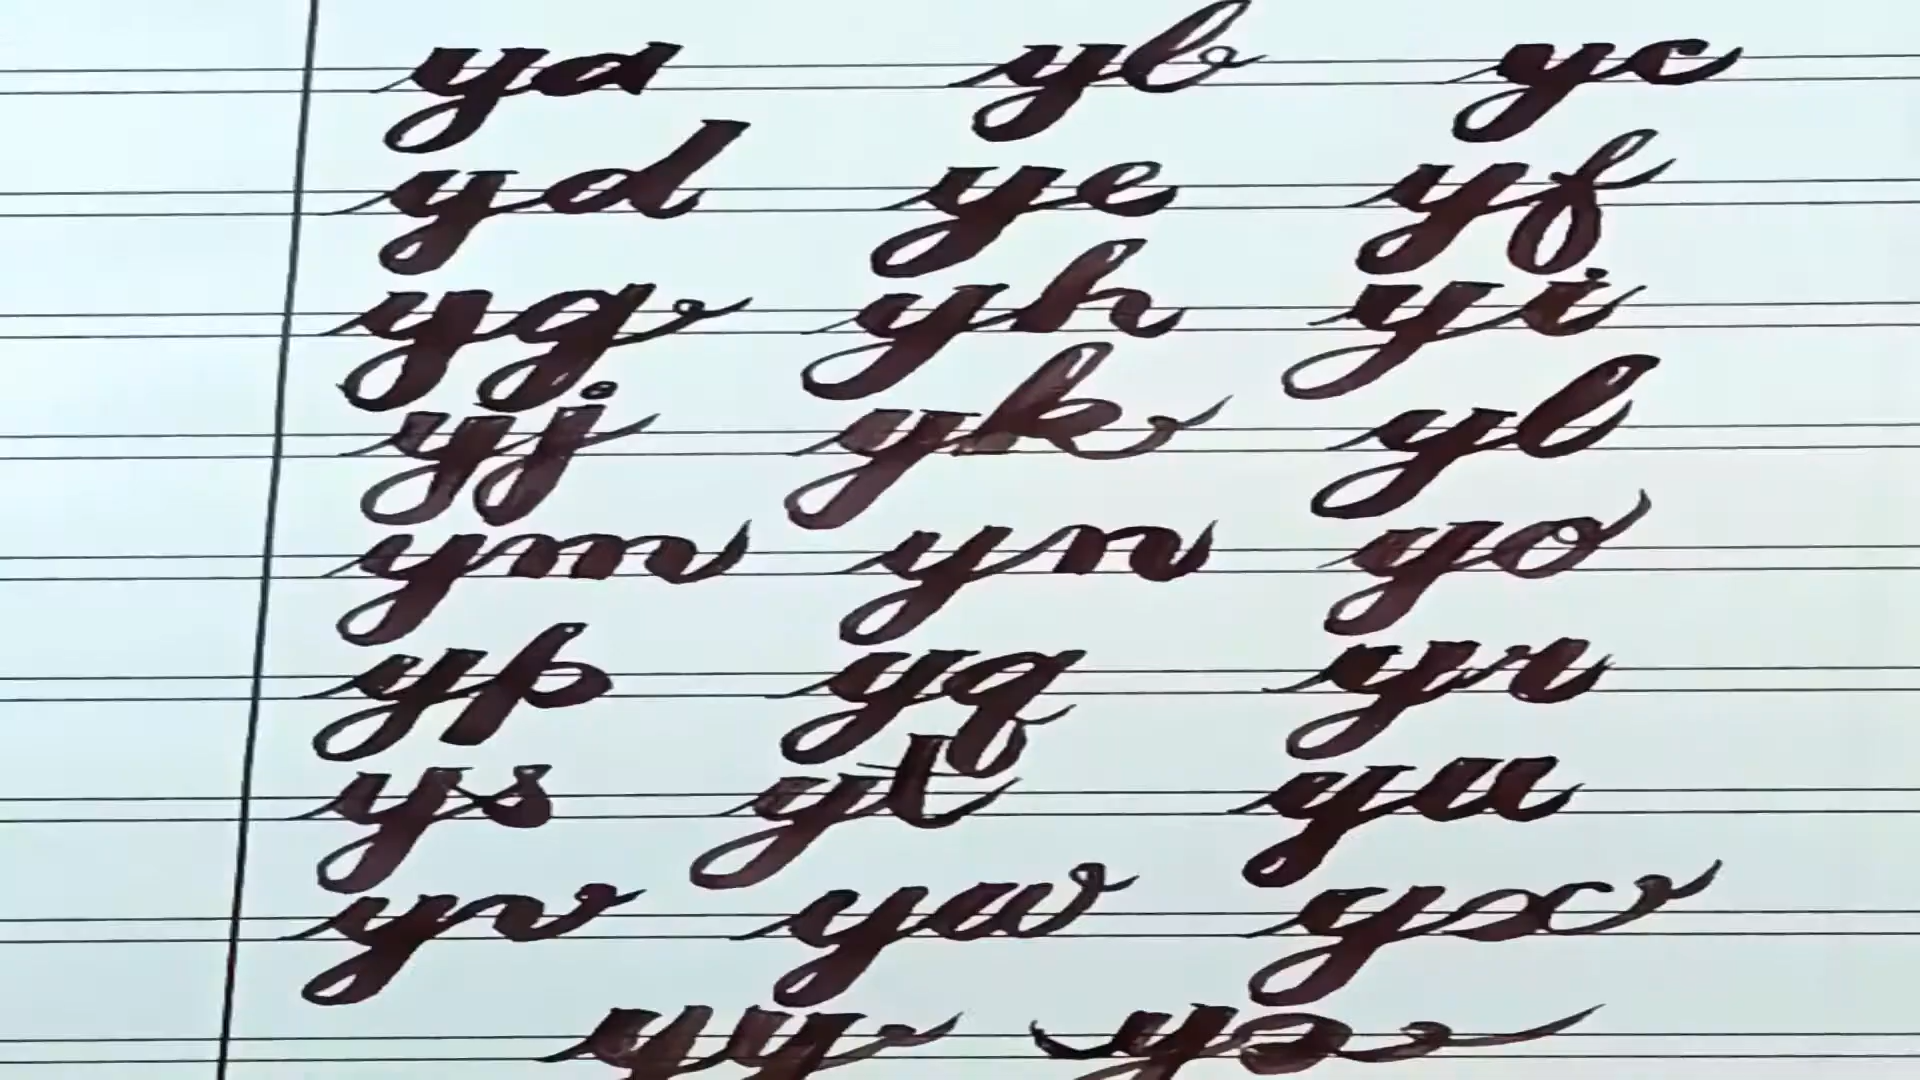 ya yb yc
yd ye yf
yg yh yi
yj yk yl
ym yn yo
yp yq yr
ys yt yu
yv yw yx
yy yz